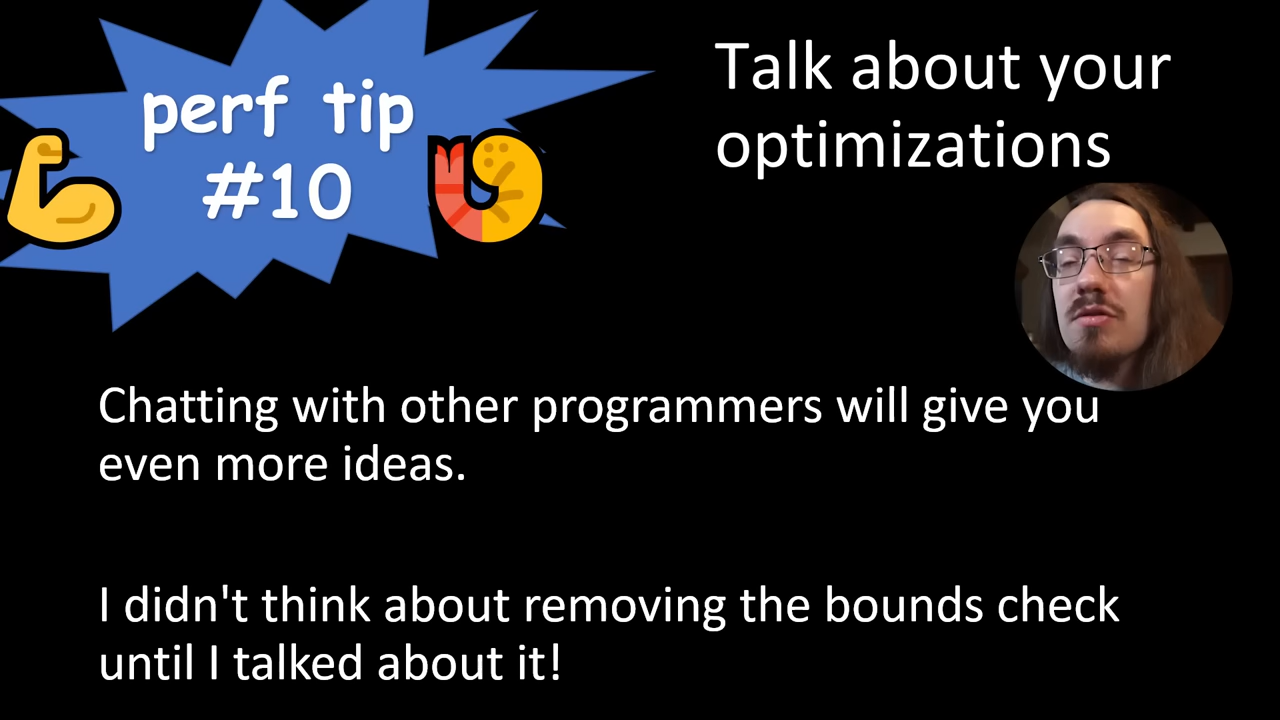 perf tip
#10
Talk about your
optimizations
Chatting with other programmers will give you
even more ideas.
I didn't think about removing the bounds check
until I talked about it!